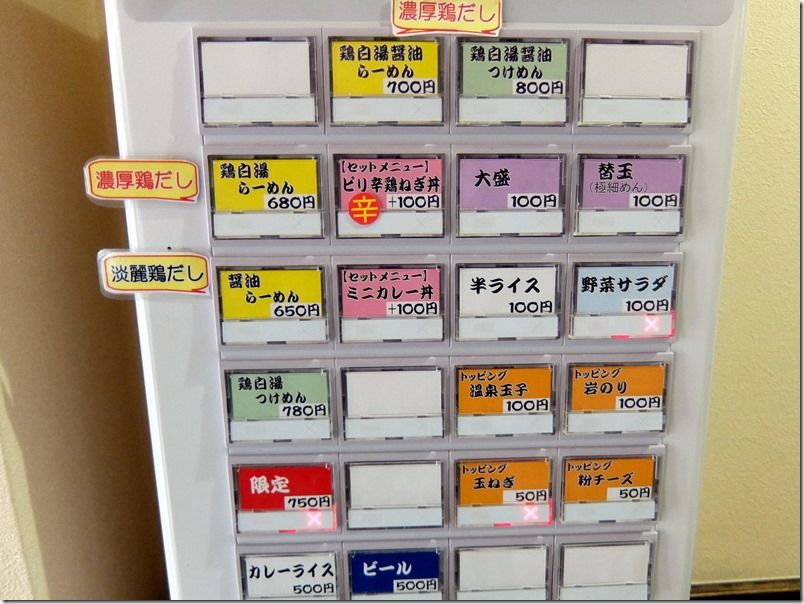 濃厚鶏だし
鶏白湯醤油
らーめん
700円
鶏白湯醤油
つけめん
800円
濃厚鶏だし
鶏白湯
らーめん
680円
【セットメニュー】
ピリ辛鶏ねぎ丼
辛
+100円
大盛
100円
替玉
(極細めん)
100円
淡麗鶏だし
醤油
らーめん
650円
【セットメニュー】
ミニカレー丼
+100円
半ライス
100円
野菜サラダ
100円
×
鶏白湯
つけめん
780円
トッピング
温泉玉子
100円
トッピング
岩のり
100円
限定
750円
×
トッピング
玉ねぎ
50円
×
トッピング
粉チーズ
50円
カレーライス
500円
ビール
500円